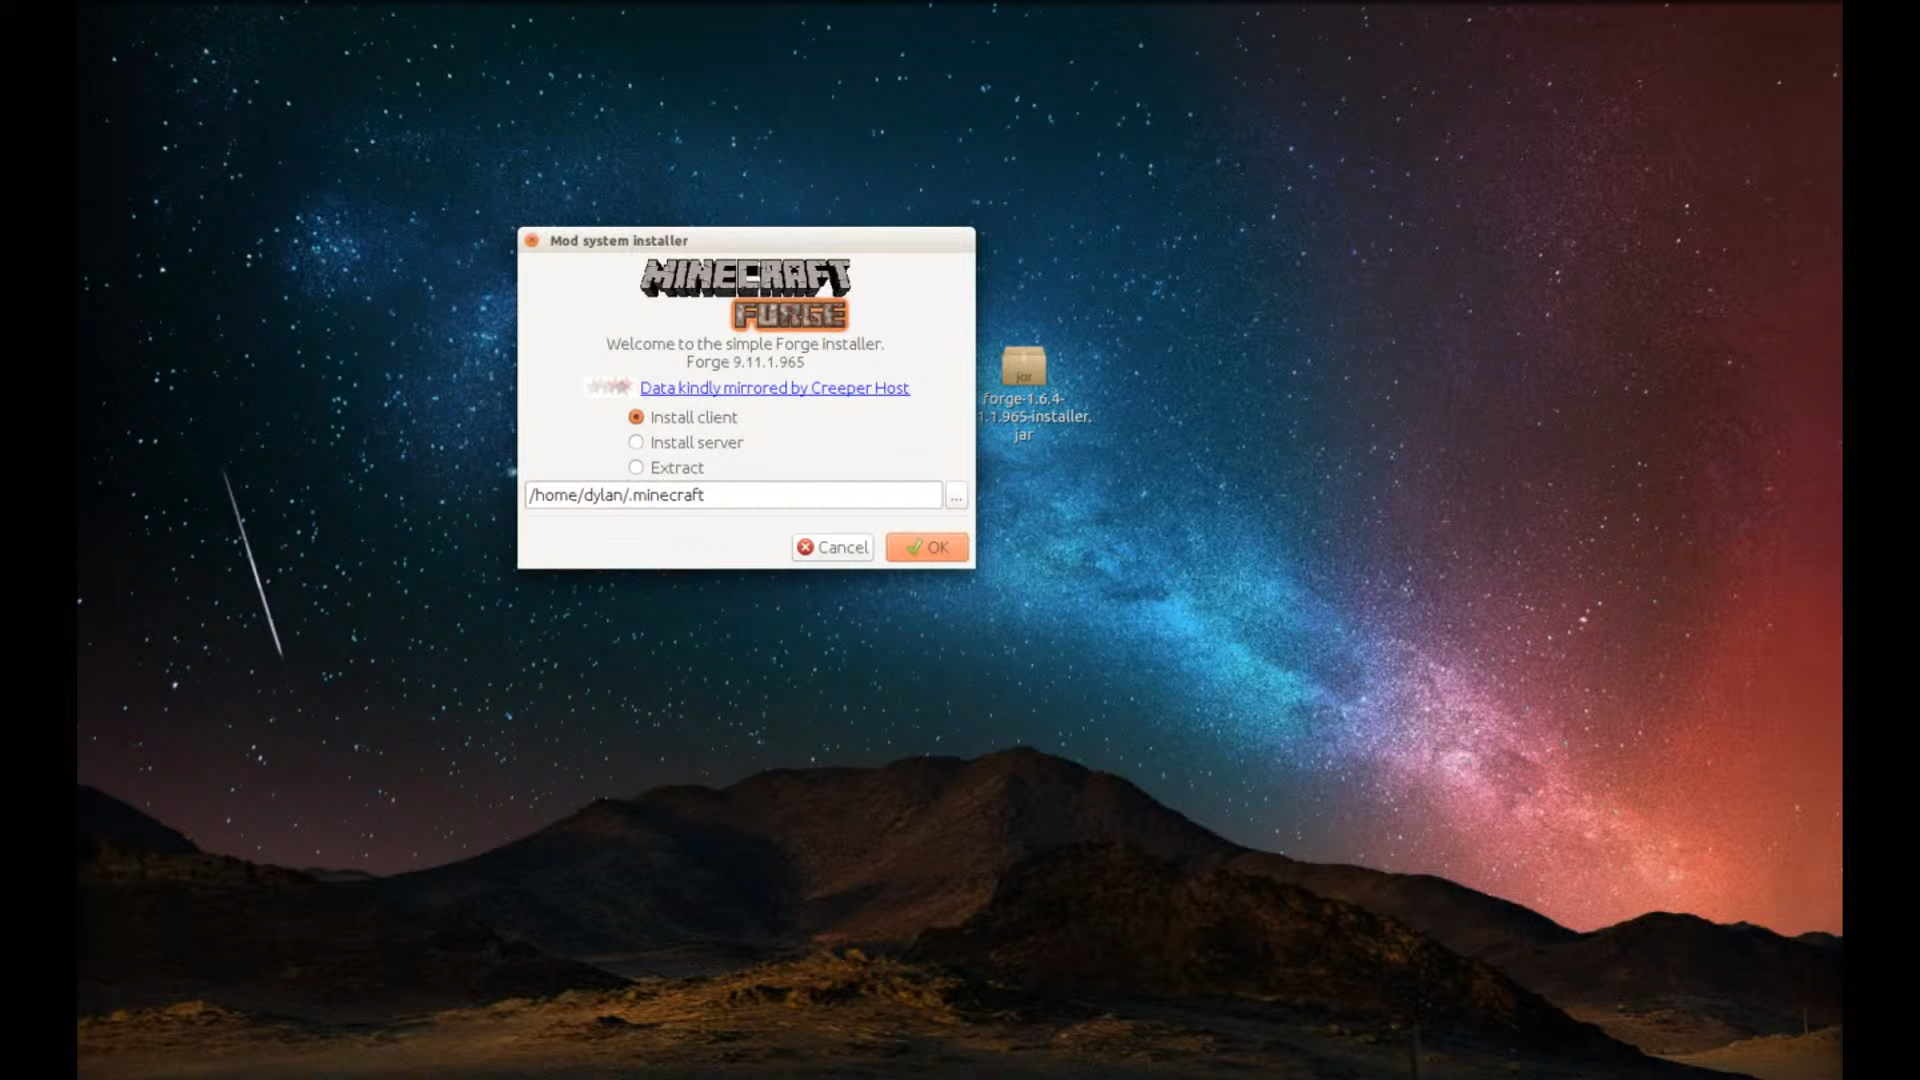 Mod system installer
MINECRAFT
FORGE
Welcome to the simple Forge installer.
Forge 9.11.1.965
Data kindly mirrored by Creeper Host
Install client
Install server
Extract
/home/dylan/.minecraft
...
Cancel
OK
jar
forge-1.6.4-
1.1.965-installer.
jar